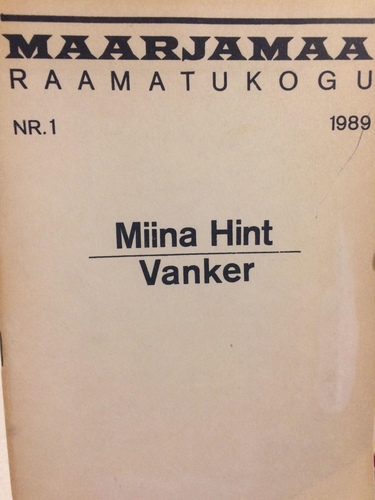 MAARJAMAA
RAAMATUKOGU
NR.1 1989
Miina Hint
Vanker